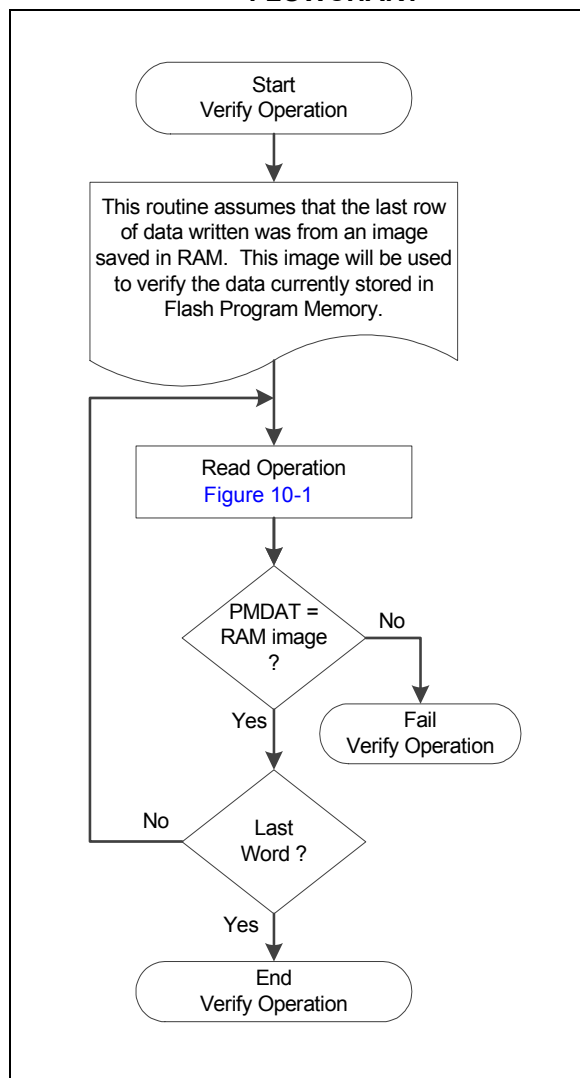 Start
Verify Operation
This routine assumes that the last row
of data written was from an image
saved in RAM. This image will be used
to verify the data currently stored in
Flash Program Memory.
Read Operation
Figure 10-1
PMDAT =
RAM image
?
No
Yes
Fail
Verify Operation
No
Last
Word ?
Yes
End
Verify Operation